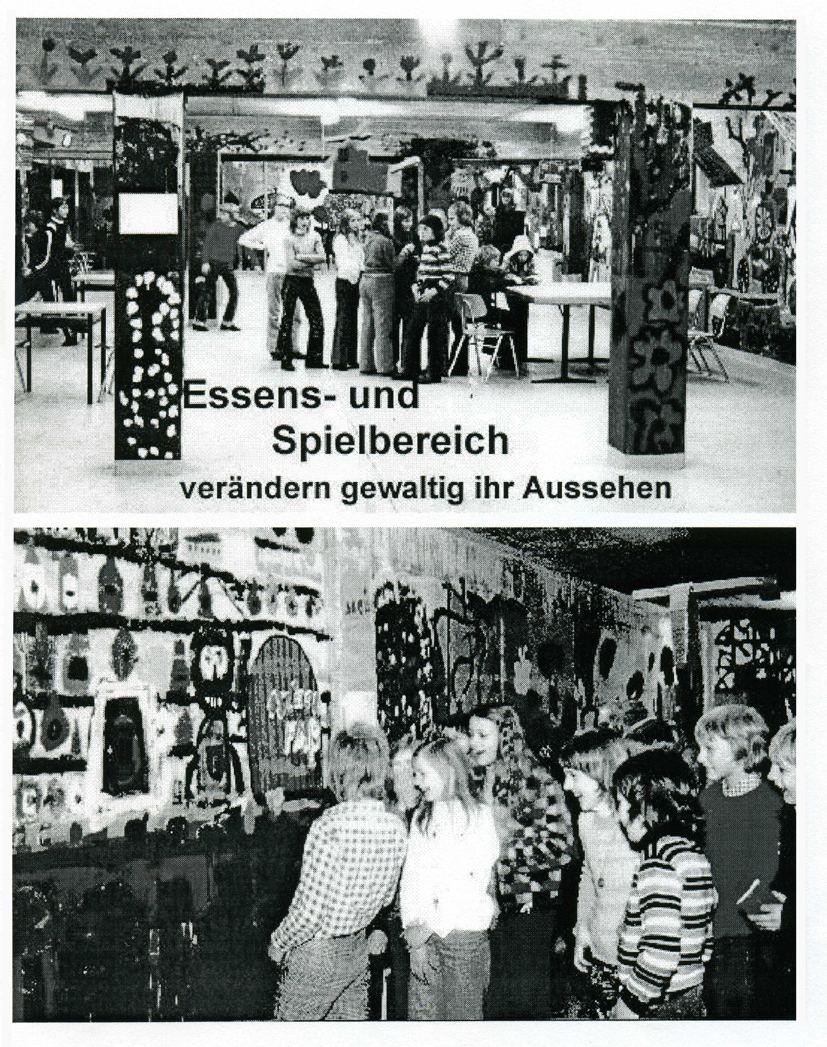 Essens- und
Spielbereich
verändern gewaltig ihr Aussehen